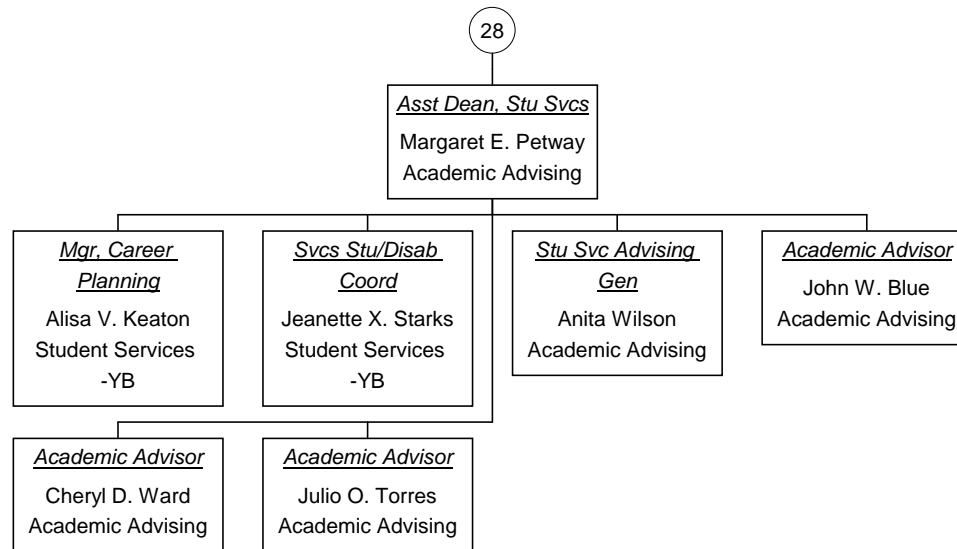 28
Asst Dean, Stu Svcs
Margaret E. Petway
Academic Advising
Mgr, Career
Planning
Alisa V. Keaton
Student Services
-YB
Svcs Stu/Disab
Coord
Jeanette X. Starks
Student Services
-YB
Stu Svc Advising
Gen
Anita Wilson
Academic Advising
Academic Advisor
John W. Blue
Academic Advising
Academic Advisor
Cheryl D. Ward
Academic Advising
Academic Advisor
Julio O. Torres
Academic Advising